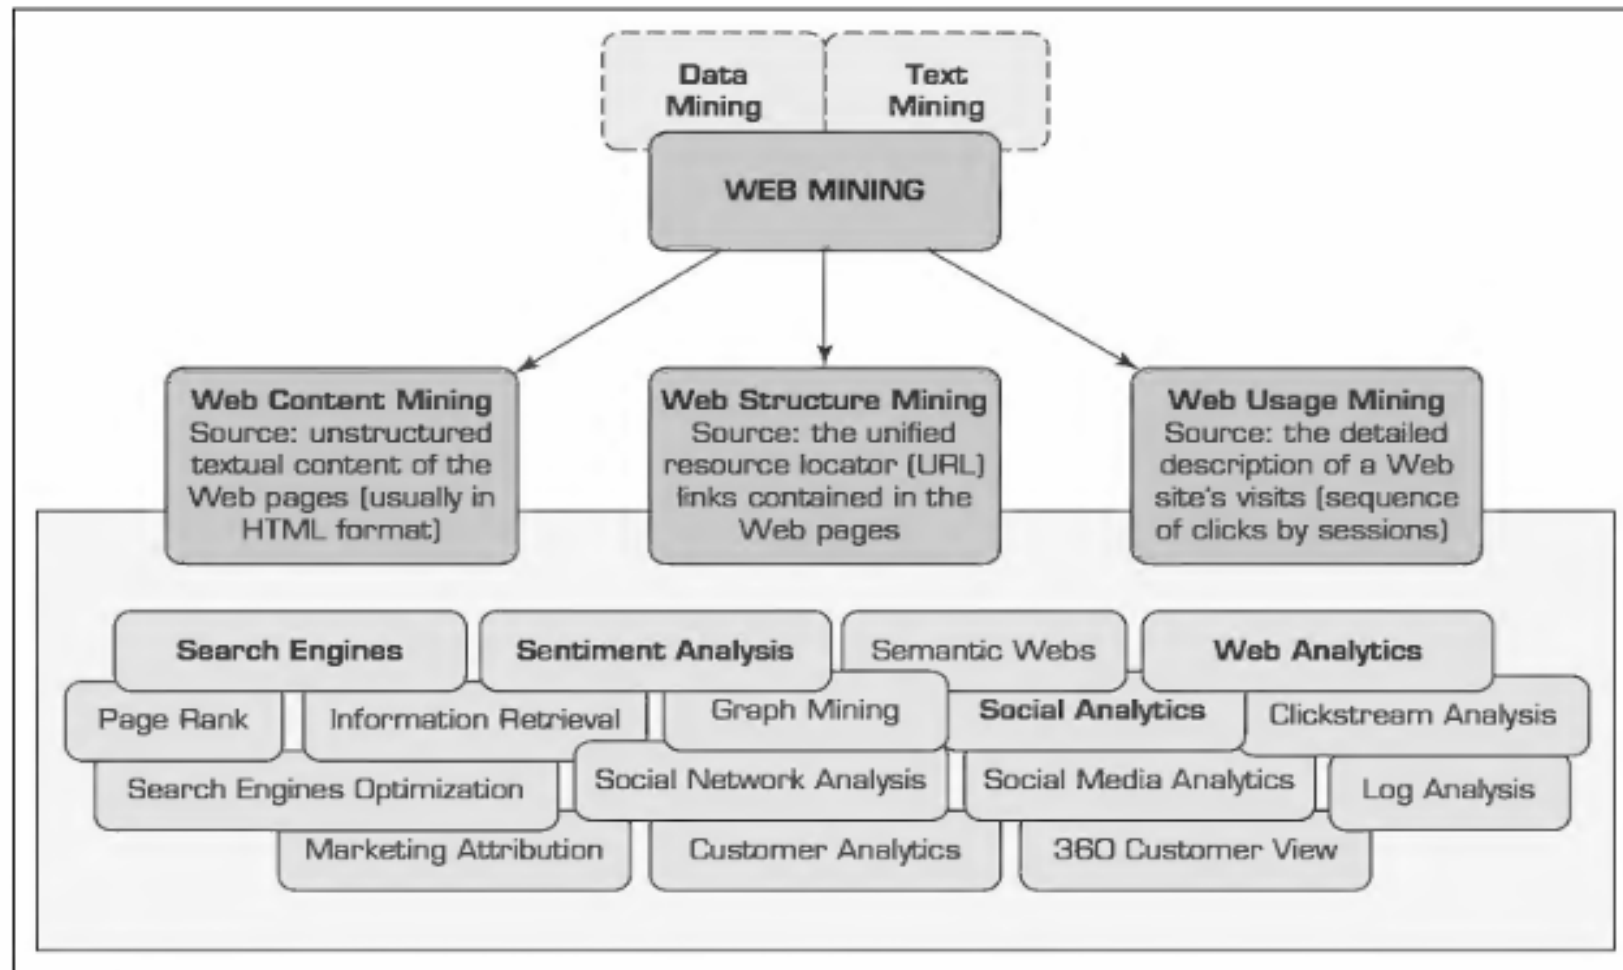 Data
Mining
Text
Mining
WEB MINING
Web Content Mining
Source: unstructured
textual content of the
Web pages (usually in
HTML format)
Web Structure Mining
Source: the unified
resource locator (URL)
links contained in the
Web pages
Web Usage Mining
Source: the detailed
description of a Web
site's visits (sequence
of clicks by sessions)
Search Engines
Sentiment Analysis
Semantic Webs
Web Analytics
Page Rank
Information Retrieval
Graph Mining
Social Analytics
Clickstream Analysis
Search Engines Optimization
Social Network Analysis
Social Media Analytics
Log Analysis
Marketing Attribution
Customer Analytics
360 Customer View